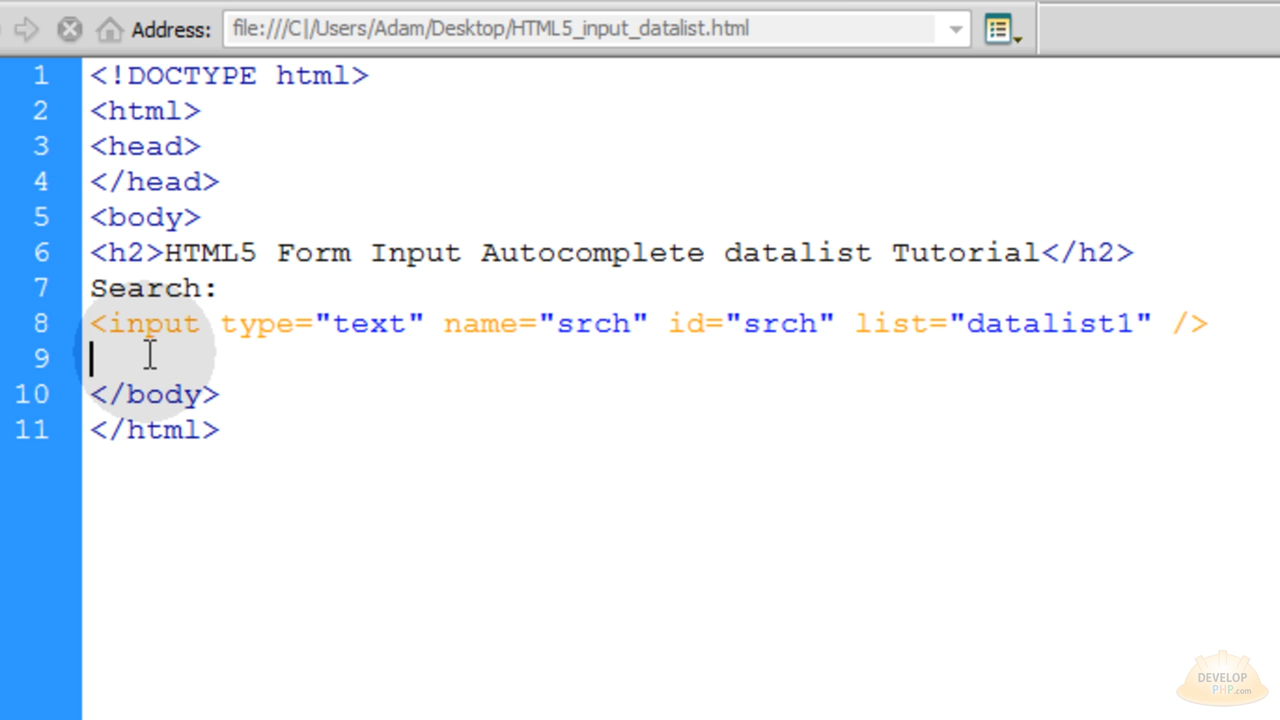 Address: file:///C|/Users/Adam/Desktop/HTML5_input_datalist.html
1 <!DOCTYPE html>
2 <html>
3 <head>
4 </head>
5 <body>
6 <h2>HTML5 Form Input Autocomplete datalist Tutorial</h2>
7 Search:
8 <input type="text" name="srch" id="srch" list="datalist1" />
9
10 </body>
11 </html>
DEVELOP
PHP.com